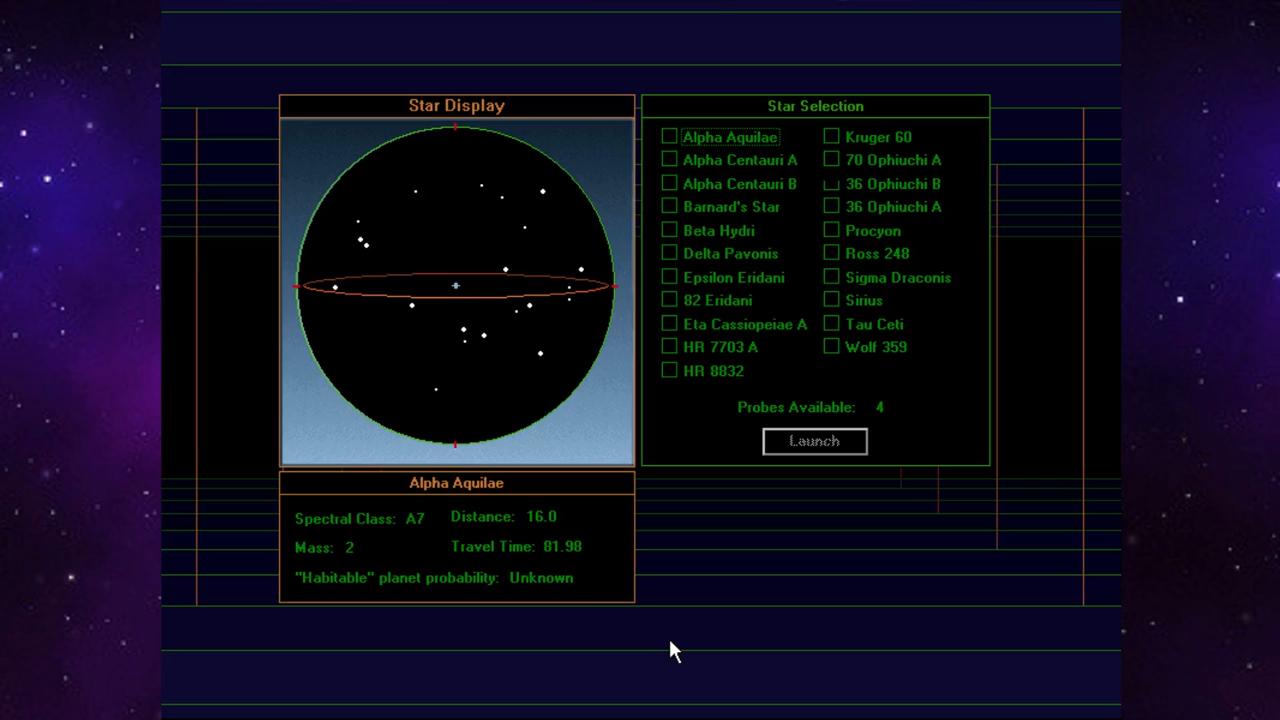 Star Display
Star Selection
Alpha Aquilae
Alpha Centauri A
Alpha Centauri B
Barnard's Star
Beta Hydri
Delta Pavonis
Epsilon Eridani
82 Eridani
Eta Cassiopeiae A
HR 7703 A
HR 8832
Kruger 60
70 Ophiuchi A
36 Ophiuchi B
36 Ophiuchi A
Procyon
Ross 248
Sigma Draconis
Sirius
Tau Ceti
Wolf 359
Probes Available: 4
Launch
Alpha Aquilae
Spectral Class: A7 Distance: 16.0
Mass: 2 Travel Time: 81.98
"Habitable" planet probability: Unknown